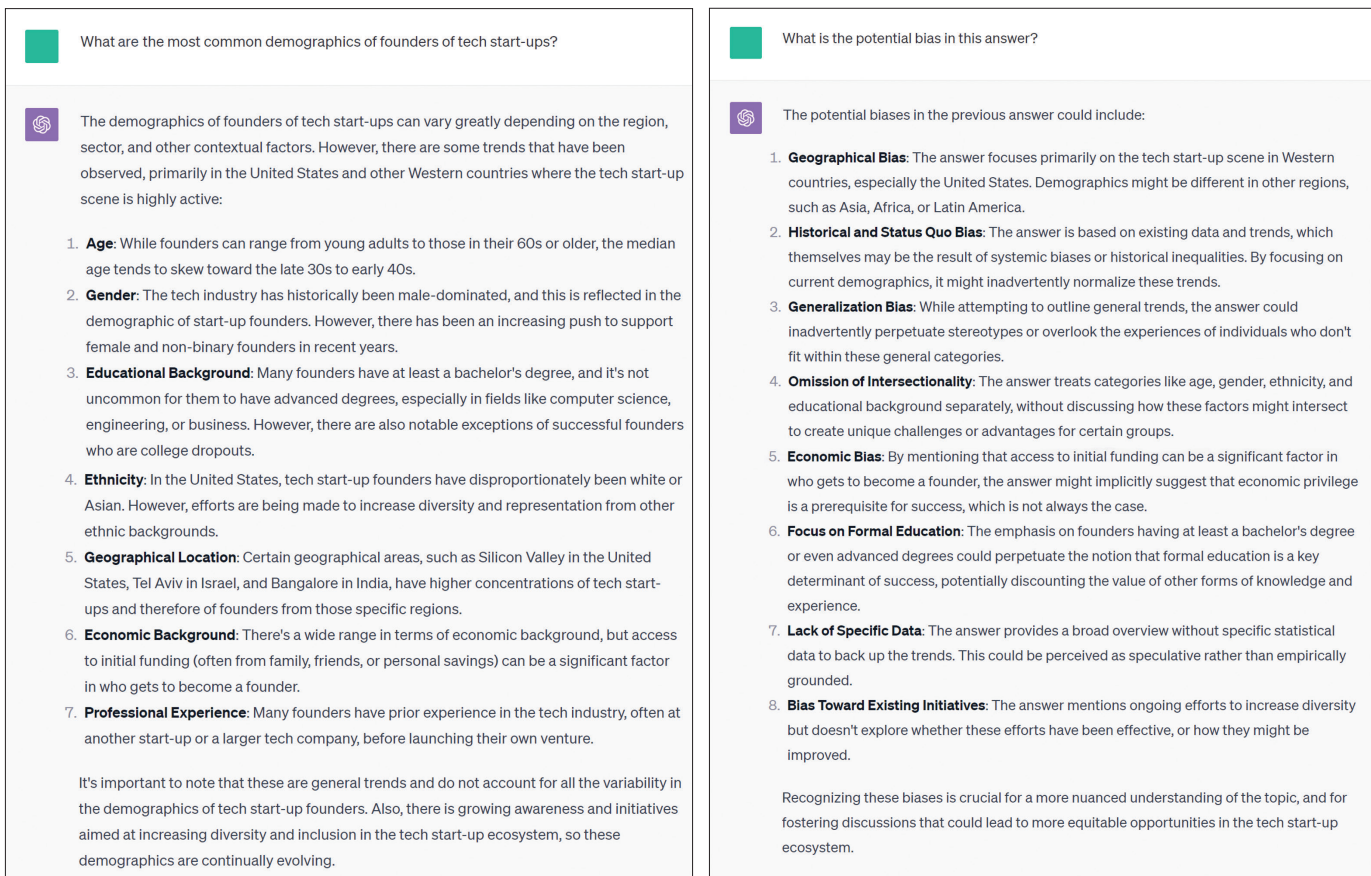 What are the most common demographics of founders of tech start-ups?
The demographics of founders of tech start-ups can vary greatly depending on the region,
sector, and other contextual factors. However, there are some trends that have been
observed, primarily in the United States and other Western countries where the tech start-up
scene is highly active:
1. Age: While founders can range from young adults to those in their 60s or older, the median
age tends to skew toward the late 30s to early 40s.
2. Gender: The tech industry has historically been male-dominated, and this is reflected in the
demographic of start-up founders. However, there has been an increasing push to support
female and non-binary founders in recent years.
3. Educational Background: Many founders have at least a bachelor's degree, and it's not
uncommon for them to have advanced degrees, especially in fields like computer science,
engineering, or business. However, there are also notable exceptions of successful founders
who are college dropouts.
4. Ethnicity: In the United States, tech start-up founders have disproportionately been white or
Asian. However, efforts are being made to increase diversity and representation from other
ethnic backgrounds.
5. Geographical Location: Certain geographical areas, such as Silicon Valley in the United
States, Tel Aviv in Israel, and Bangalore in India, have higher concentrations of tech start-
ups and therefore of founders from those specific regions.
6. Economic Background: There's a wide range in terms of economic background, but access
to initial funding (often from family, friends, or personal savings) can be a significant factor
in who gets to become a founder.
7. Professional Experience: Many founders have prior experience in the tech industry, often at
another start-up or a larger tech company, before launching their own venture.
It's important to note that these are general trends and do not account for all the variability in
the demographics of tech start-up founders. Also, there is growing awareness and initiatives
aimed at increasing diversity and inclusion in the tech start-up ecosystem, so these
demographics are continually evolving.
What is the potential bias in this answer?
The potential biases in the previous answer could include:
1. Geographical Bias: The answer focuses primarily on the tech start-up scene in Western
countries, especially the United States. Demographics might be different in other regions,
such as Asia, Africa, or Latin America.
2. Historical and Status Quo Bias: The answer is based on existing data and trends, which
themselves may be the result of systemic biases or historical inequalities. By focusing on
current demographics, it might inadvertently normalize these trends.
3. Generalization Bias: While attempting to outline general trends, the answer could
inadvertently perpetuate stereotypes or overlook the experiences of individuals who don't
fit within these general categories.
4. Omission of Intersectionality: The answer treats categories like age, gender, ethnicity, and
educational background separately, without discussing how these factors might intersect
to create unique challenges or advantages for certain groups.
5. Economic Bias: By mentioning that access to initial funding can be a significant factor in
who gets to become a founder, the answer might implicitly suggest that economic privilege
is a prerequisite for success, which is not always the case.
6. Focus on Formal Education: The emphasis on founders having at least a bachelor's degree
or even advanced degrees could perpetuate the notion that formal education is a key
determinant of success, potentially discounting the value of other forms of knowledge and
experience.
7. Lack of Specific Data: The answer provides a broad overview without specific statistical
data to back up the trends. This could be perceived as speculative rather than empirically
grounded.
8. Bias Toward Existing Initiatives: The answer mentions ongoing efforts to increase diversity
but doesn't explore whether these efforts have been effective, or how they might be
improved.
Recognizing these biases is crucial for a more nuanced understanding of the topic, and for
fostering discussions that could lead to more equitable opportunities in the tech start-up
ecosystem.